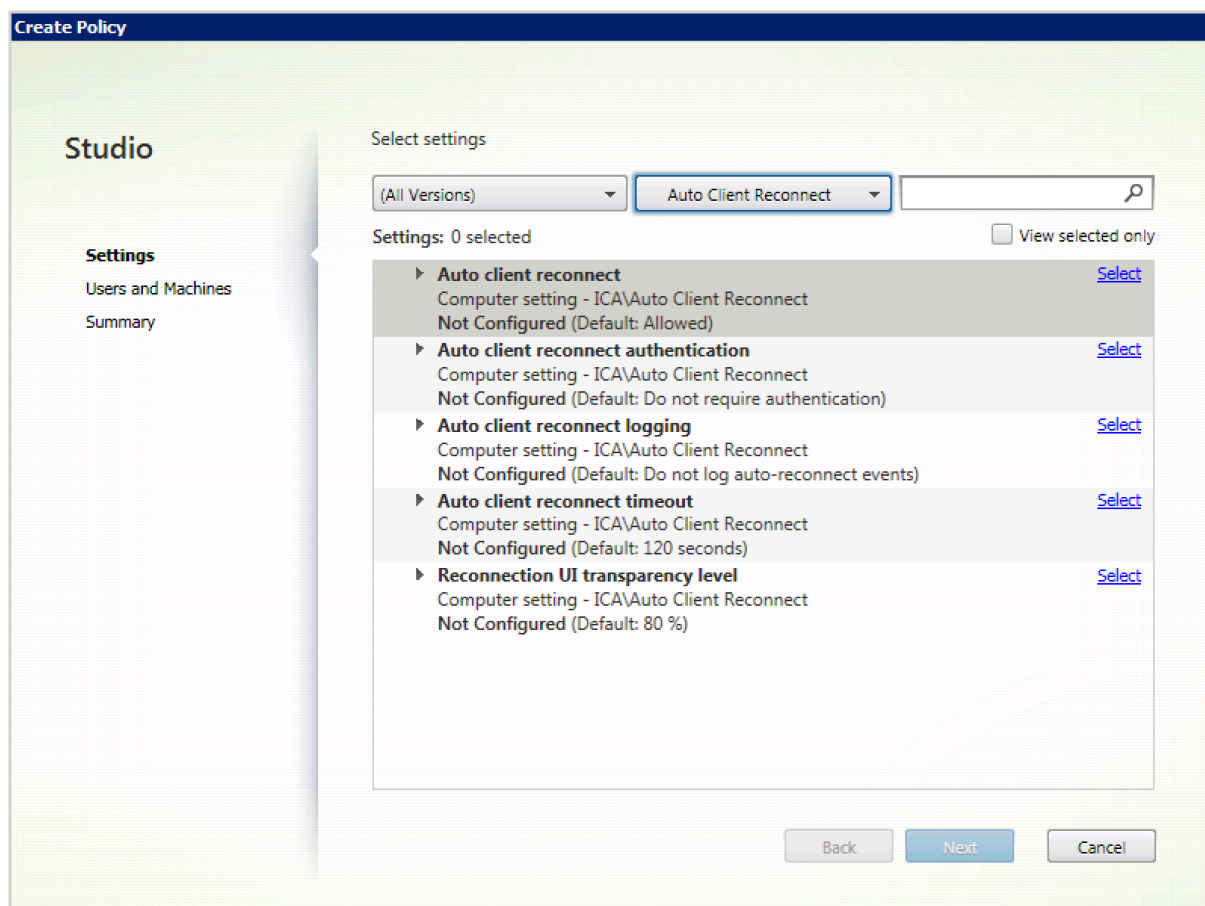 Create Policy
Studio
Settings
Users and Machines
Summary
Select settings
(All Versions)
Auto Client Reconnect
Settings: 0 selected
View selected only
Auto client reconnect
Select
Computer setting - ICA\Auto Client Reconnect
Not Configured (Default: Allowed)
Auto client reconnect authentication
Select
Computer setting - ICA\Auto Client Reconnect
Not Configured (Default: Do not require authentication)
Auto client reconnect logging
Select
Computer setting - ICA\Auto Client Reconnect
Not Configured (Default: Do not log auto-reconnect events)
Auto client reconnect timeout
Select
Computer setting - ICA\Auto Client Reconnect
Not Configured (Default: 120 seconds)
Reconnection UI transparency level
Select
Computer setting - ICA\Auto Client Reconnect
Not Configured (Default: 80 %)
Back
Next
Cancel